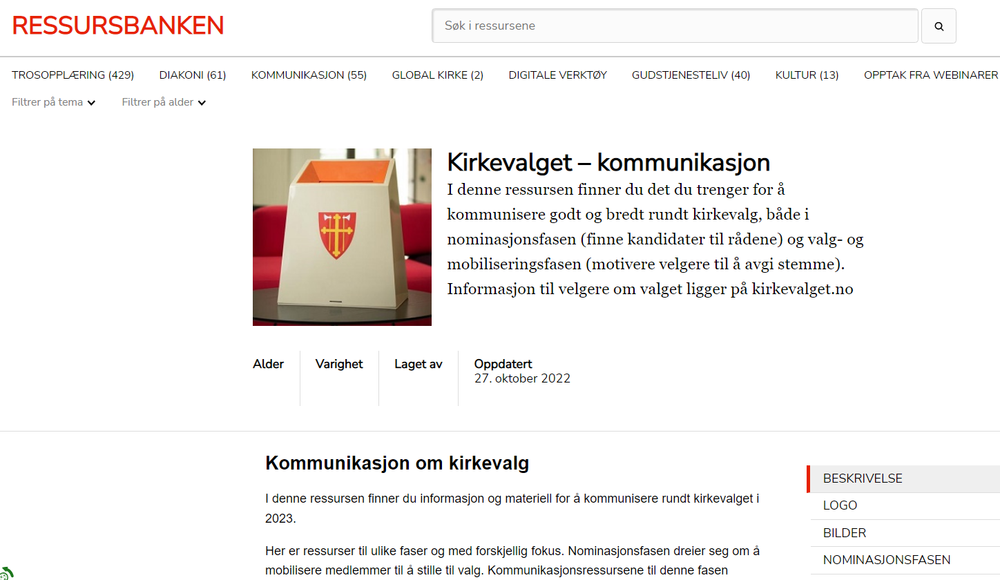 RESSURSBANKEN
Søk i ressursene
TROSOPPLÆRING (429) DIAKONI (61) KOMMUNIKASJON (55) GLOBAL KIRKE (2) DIGITALE VERKTØY GUDSTJENESTELIV (40) KULTUR (13) OPPTAK FRA WEBINARER
Filtrer på tema Filtrer på alder
Kirkevalget – kommunikasjon
I denne ressursen finner du det du trenger for å
kommunisere godt og bredt rundt kirkevalg, både i
nominasjonsfasen (finne kandidater til rådene) og valg- og
mobiliseringsfasen (motivere velgere til å avgi stemme).
Informasjon til velgere om valget ligger på kirkevalget.no
Alder Varighet Laget av Oppdatert
27. oktober 2022
Kommunikasjon om kirkevalg
I denne ressursen finner du informasjon og materiell for å kommunisere rundt kirkevalget i
2023.
Her er ressurser til ulike faser og med forskjellig fokus. Nominasjonsfasen dreier seg om å
mobilisere medlemmer til å stille til valg. Kommunikasjonsressursene til denne fasen
BESKRIVELSE
LOGO
BILDER
NOMINASJONSFASEN